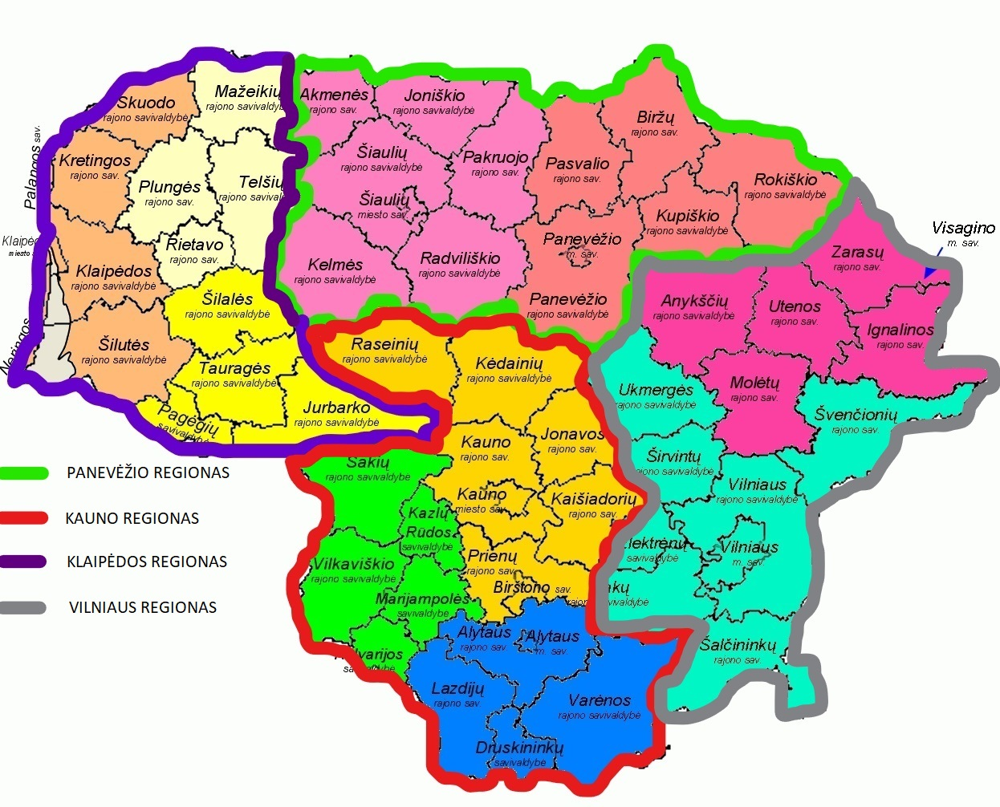 Skuodo
rajono savivaldybė
Mažeikių
rajono savivaldybė
Akmenės
rajono sav.
Joniškio
rajono savivaldybė
Biržų
rajono sav.
Palangos sav.
Kretingos
rajono sav.
Plungės
rajono sav.
Telšių
rajono savivaldybė
Šiaulių
rajono savivaldybė
Pakruojo
rajono sav.
Pasvalio
rajono sav.
Rokiškio
rajono savivaldybė
Šiaulių
miesto sav.
Kupiškio
rajono savivaldybė
Visagino
m. sav.
Klaipėd
miesto s
Rietavo
rajono sav.
Panevėžio
m. sav.
Zarasų
rajono sav.
Klaipėdos
rajono savivaldybė
Kelmės
rajono savivaldybė
Radviliškio
rajono savivaldybė
Šilalės
rajono savivaldybė
Panevėžio
rajono savivaldybė
Anykščių
rajono savivaldybė
Utenos
rajono sav.
Ignalinos
rajono sav.
Neringos
Šilutės
rajono savivaldybė
Raseinių
rajono savivaldybė
Kėdainių
rajono savivaldybė
Tauragės
rajono savivaldybė
Molėtų
rajono sav.
Ukmergės
rajono savivaldybė
Jurbarko
rajono savivaldybė
Pagėgių
savivaldybė
Švenčionių
rajono sav.
Kauno
rajono sav.
Jonavos
rajono sav.
Širvintų
rajono savivaldybė
Šakių
rajono savivaldybė
PANEVĖŽIO REGIONAS
Vilniaus
rajono savivaldybė
Kauno
miesto sav.
Kaišiadorių
rajono sav.
KAUNO REGIONAS
Kazlų
Rūdos
savivaldybė
Elektrėnų
savivaldybė
Vilniaus
m. sav.
KLAIPĖDOS REGIONAS
Vilkaviškio
rajono savivaldybė
Prienų
rajono sav.
Birštono sav.
akų
rajon vivaldybė
VILNIAUS REGIONAS
Marijampolės
savivaldybė
Alytaus
rajono sav.
Alytaus
m. sav.
Šalčininkų
rajono sav.
varijos
Lazdijų
rajono sav.
Varėnos
rajono savivaldybė
Druskininkų
savivaldybė